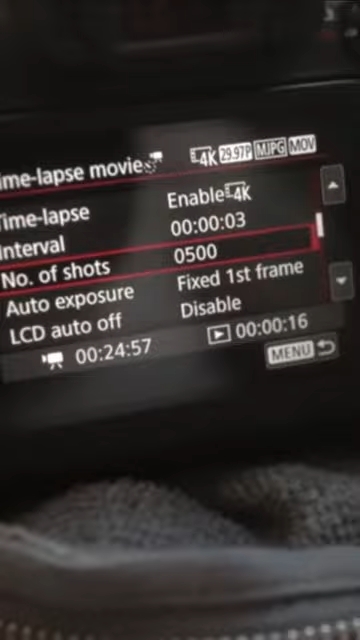 ime-lapse movie 4K 29.97P MJPG MOV
Time-lapse Enable 4K
Interval 00:00:03
No. of shots 0500
Auto exposure Fixed 1st frame
LCD auto off Disable
00:24:57 00:00:16
MENU